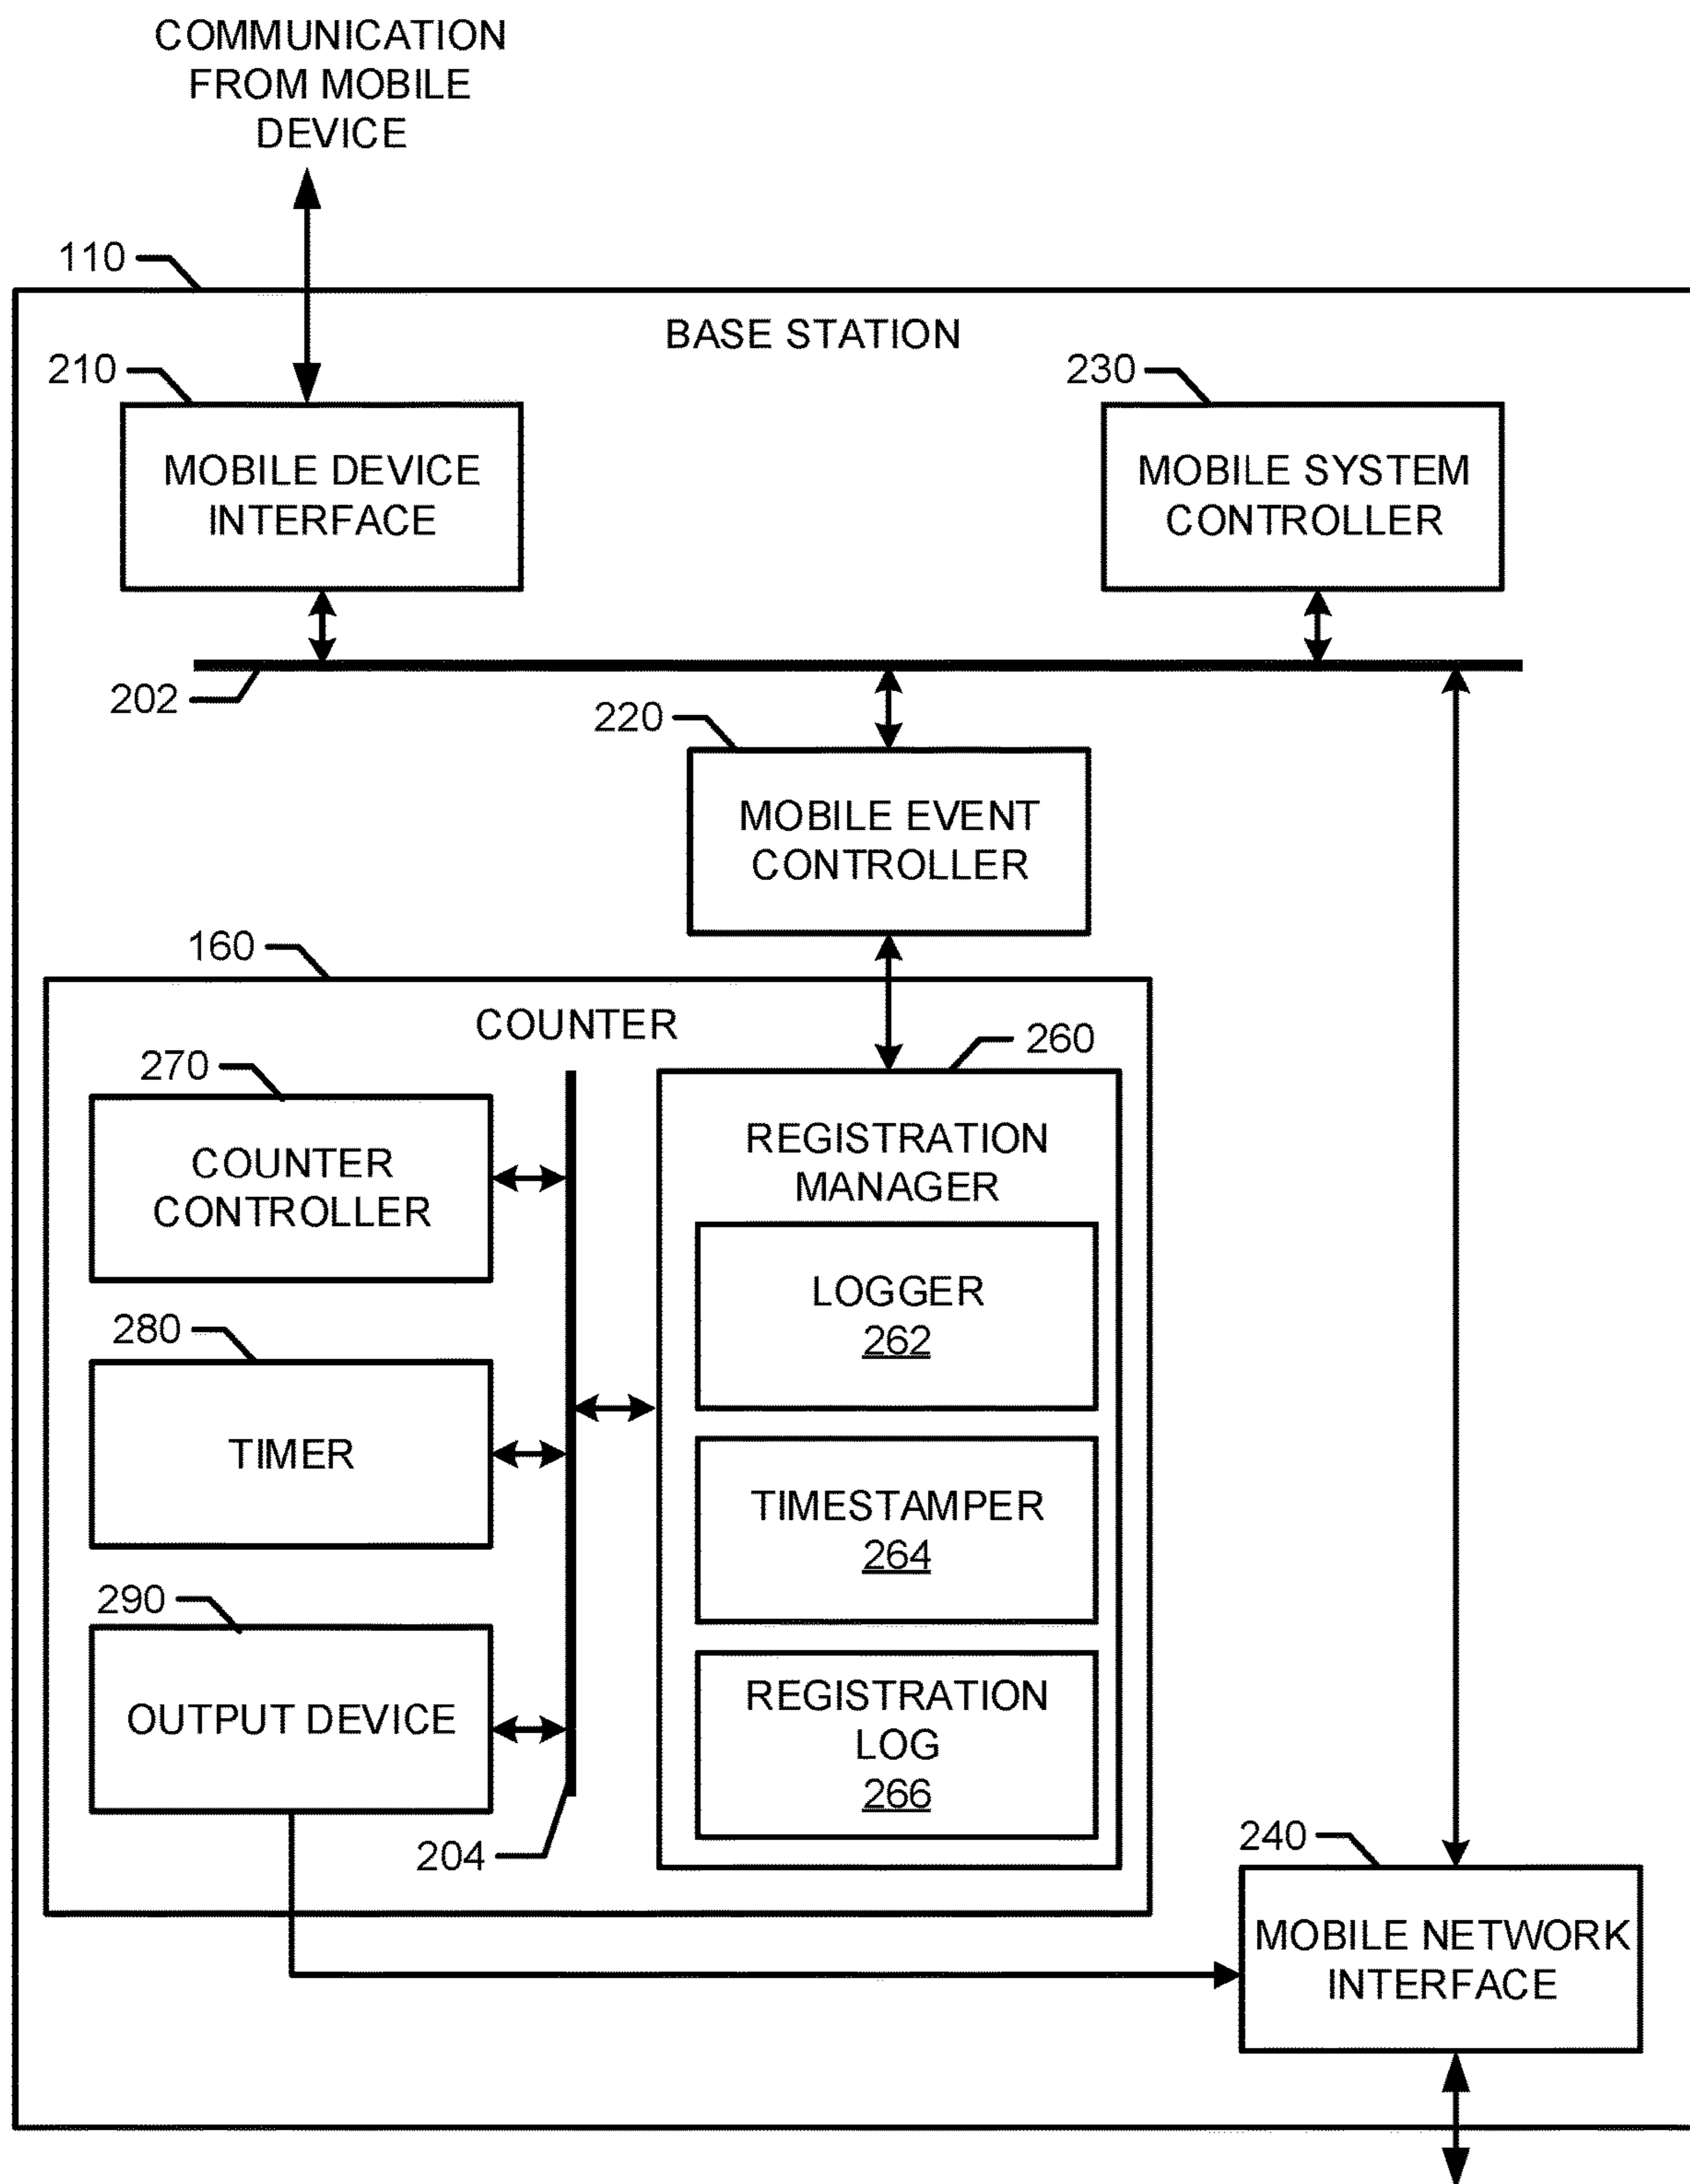 COMMUNICATION
FROM MOBILE
DEVICE
110
BASE STATION
210
230
MOBILE DEVICE
INTERFACE
MOBILE SYSTEM
CONTROLLER
202
220
MOBILE EVENT
CONTROLLER
160
COUNTER
260
270
COUNTER
CONTROLLER
REGISTRATION
MANAGER
LOGGER
262
280
TIMER
TIMESTAMPER
264
290
OUTPUT DEVICE
REGISTRATION
LOG
266
204
240
MOBILE NETWORK
INTERFACE